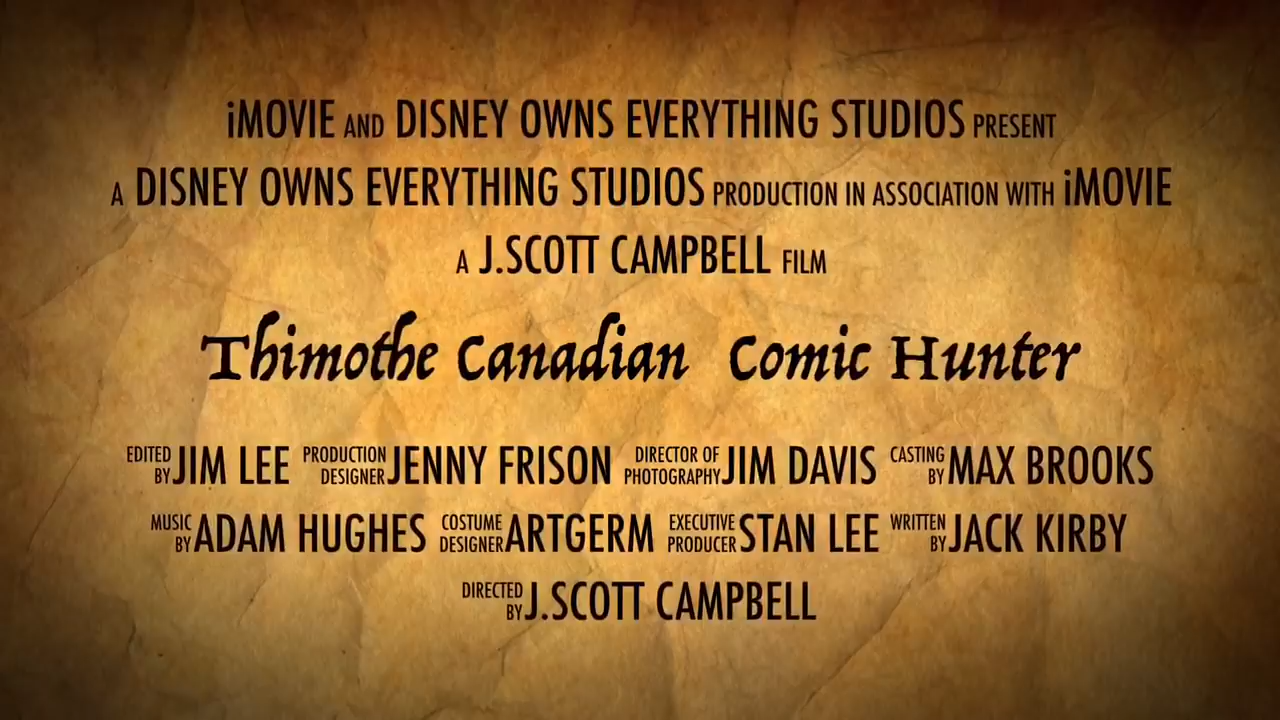 iMOVIE AND DISNEY OWNS EVERYTHING STUDIOS PRESENT
A DISNEY OWNS EVERYTHING STUDIOS PRODUCTION IN ASSOCIATION WITH iMOVIE
A J.SCOTT CAMPBELL FILM
Thimothe Canadian Comic Hunter
EDITED BY JIM LEE PRODUCTION DESIGNER JENNY FRISON DIRECTOR OF PHOTOGRAPHY JIM DAVIS CASTING BY MAX BROOKS
MUSIC BY ADAM HUGHES COSTUME DESIGNER ARTGERM EXECUTIVE PRODUCER STAN LEE WRITTEN BY JACK KIRBY
DIRECTED BY J.SCOTT CAMPBELL